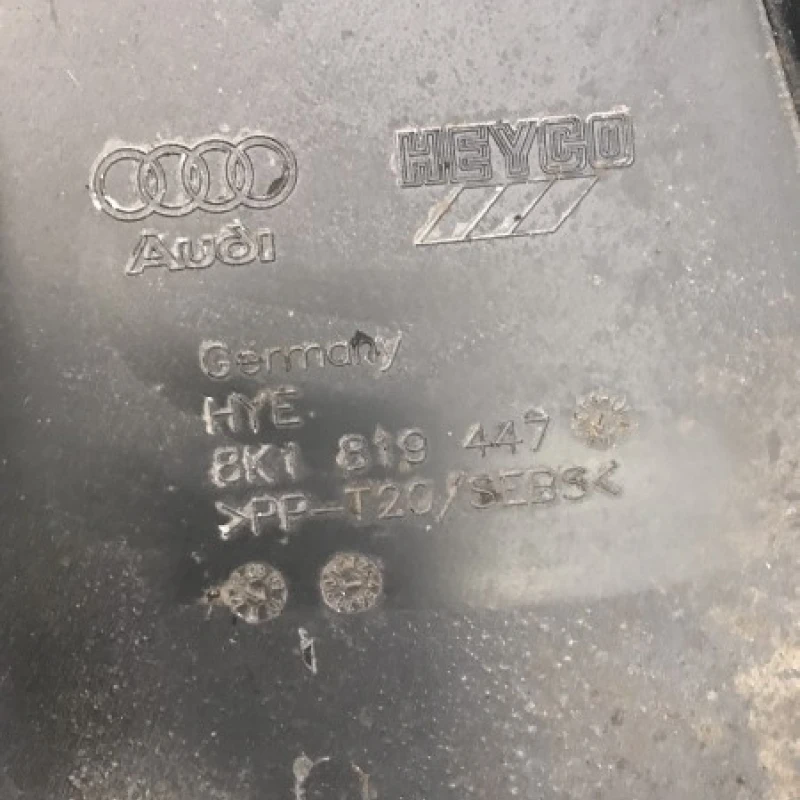 Audi
HEYCO
Germany
HYE
8K1 819 447
>PP-T20/SEBS<